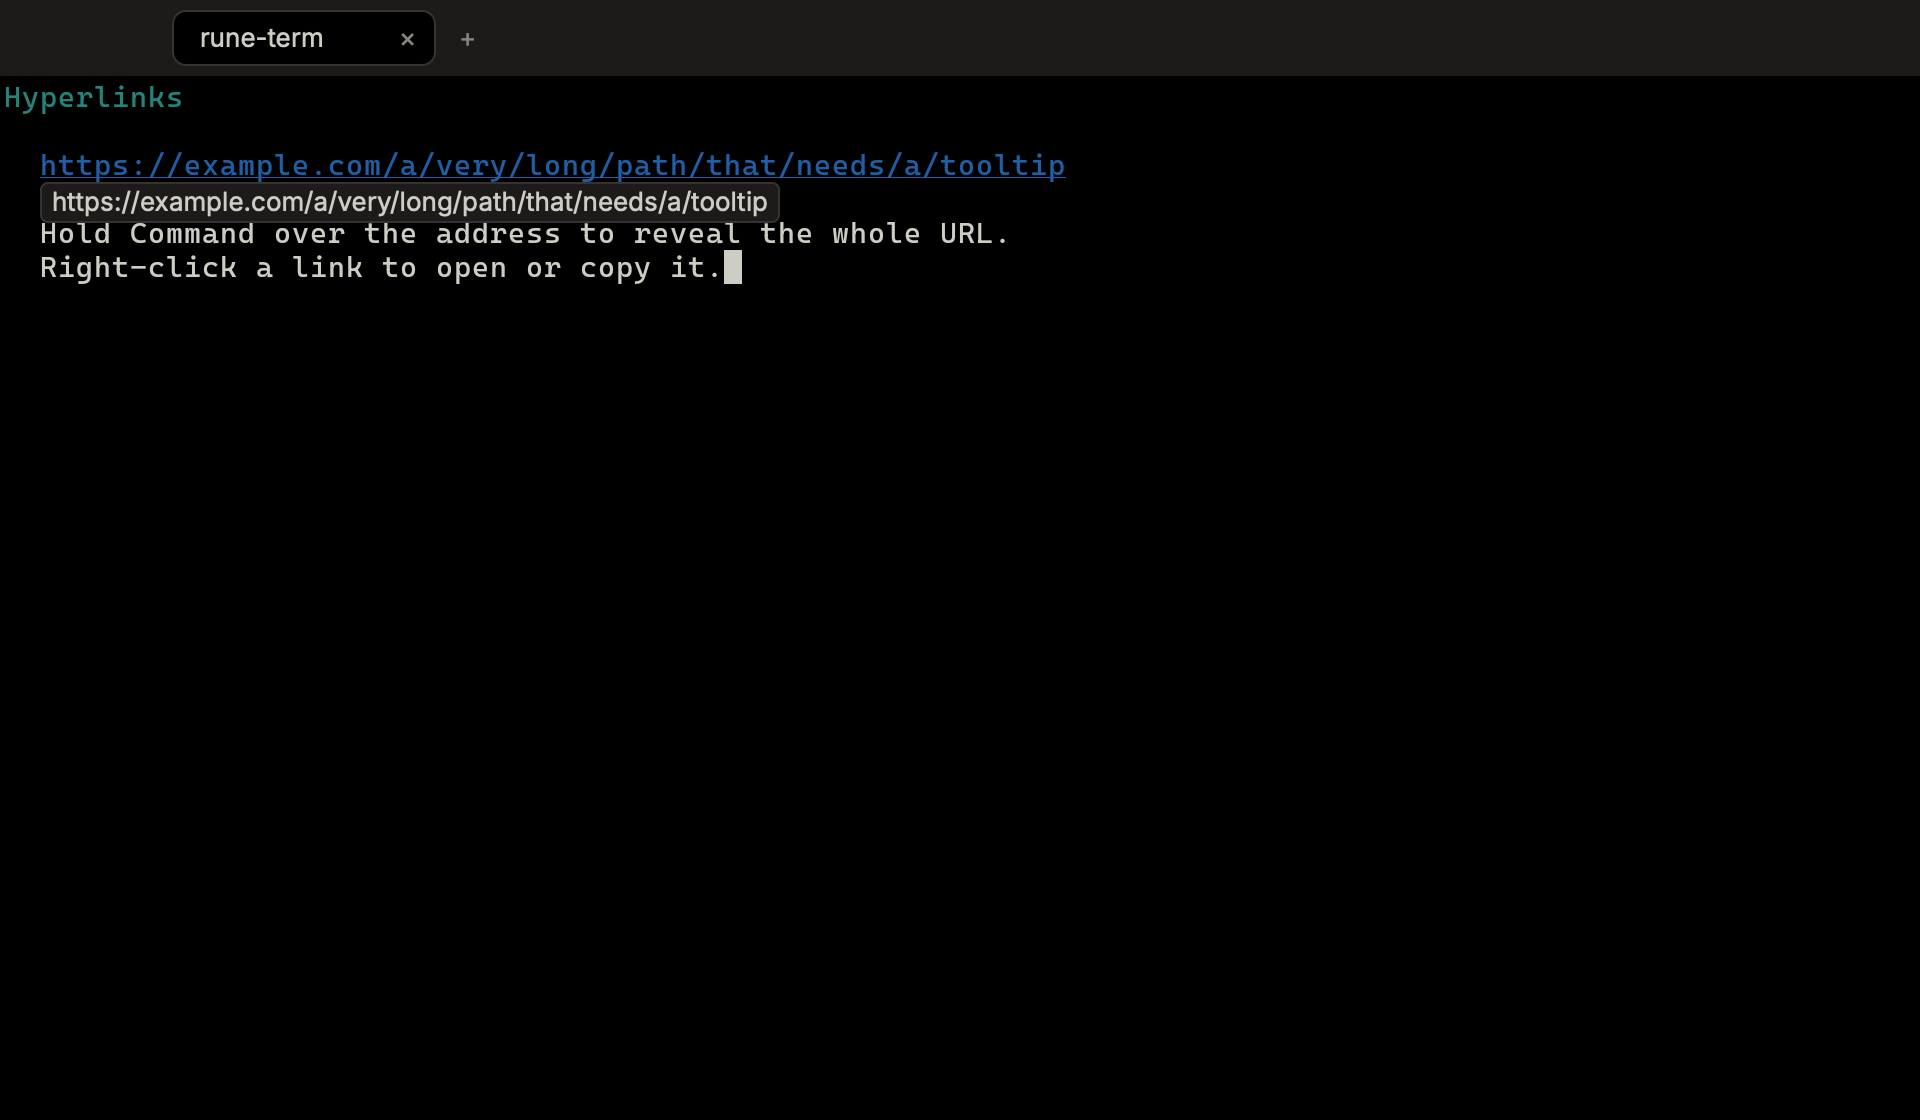 rune-term × +
Hyperlinks
https://example.com/a/very/long/path/that/needs/a/tooltip
https://example.com/a/very/long/path/that/needs/a/tooltip
Hold Command over the address to reveal the whole URL.
Right-click a link to open or copy it.